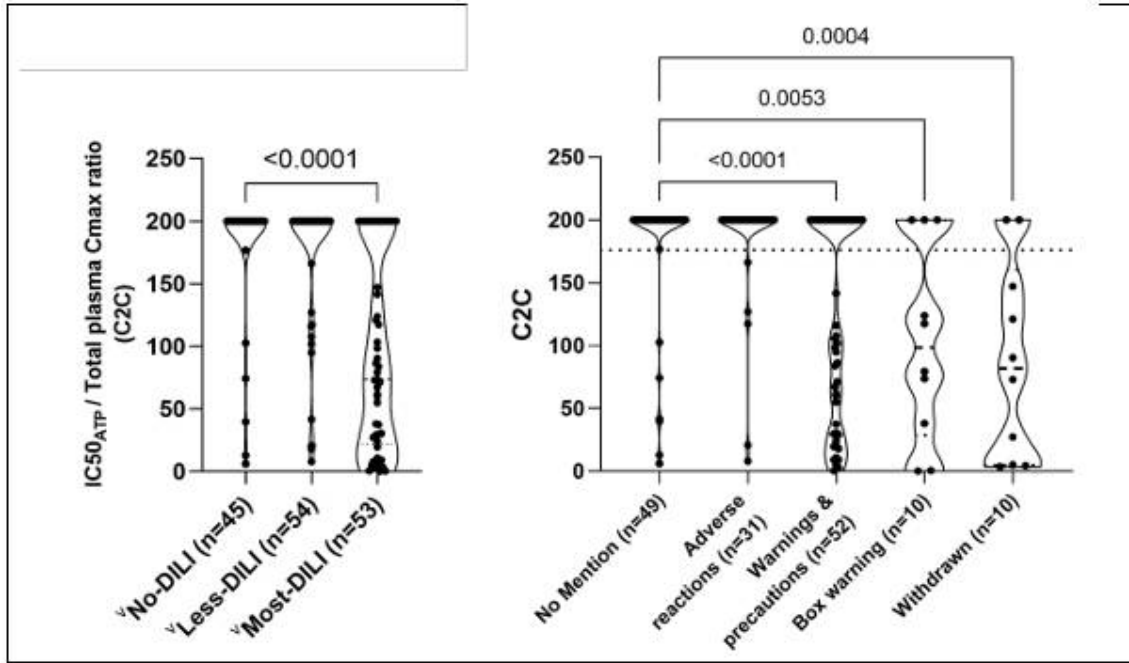 IC50ATP / Total plasma Cmax ratio
(C2C)
250
200
150
100
50
0
<0.0001
ᵛNo-DILI (n=45)
ᵛLess-DILI (n=54)
ᵛMost-DILI (n=53)
C2C
250
200
150
100
50
0
0.0004
0.0053
<0.0001
No Mention (n=49)
Adverse
reactions (n=31)
Warnings &
precautions (n=52)
Box warning (n=10)
Withdrawn (n=10)